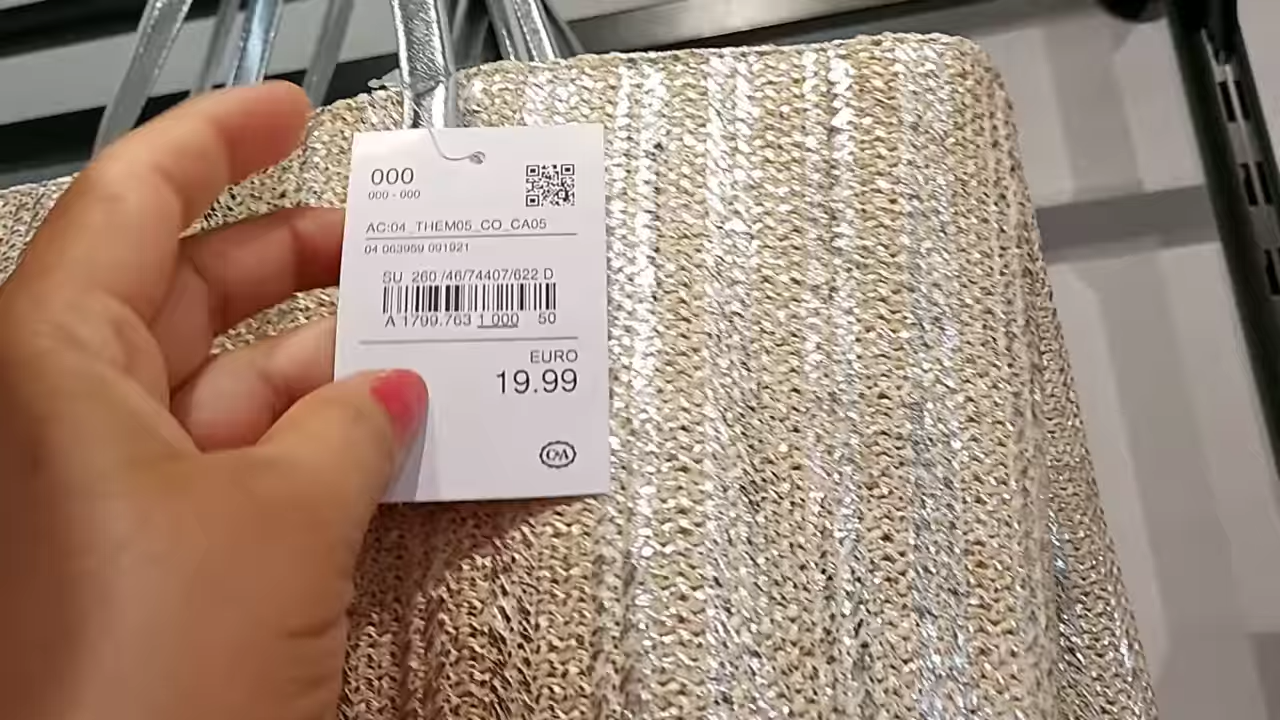 000
000 - 000
AC:04_THEM05_CO_CA05
04 063959 091921
SU 260 /46/74407/622 D
A 1799.763 1 000 50
EURO
19.99
C&A